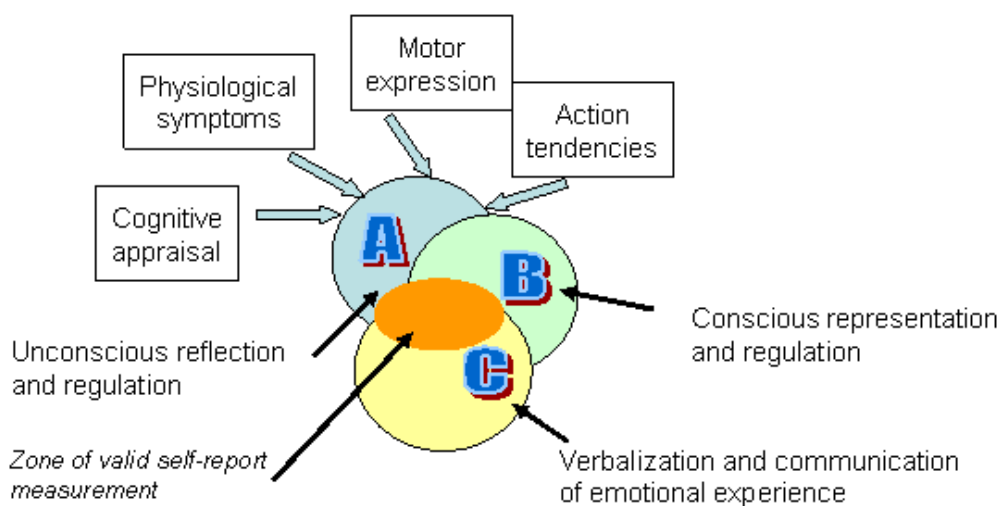 Motor
expression
Physiological
symptoms
Action
tendencies
Cognitive
appraisal
A
B
C
Unconscious reflection
and regulation
Conscious representation
and regulation
Zone of valid self-report
measurement
Verbalization and communication
of emotional experience